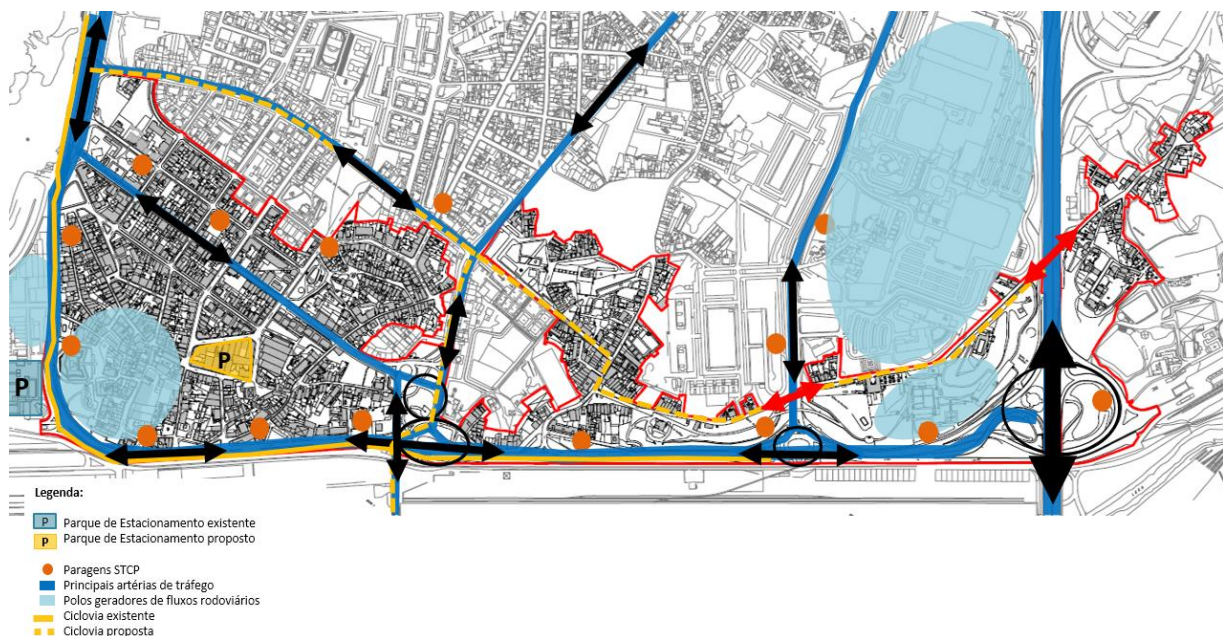 P
P
Legenda:
P Parque de Estacionamento existente
P Parque de Estacionamento proposto
Paragens STCP
Principais artérias de tráfego
Polos geradores de fluxos rodoviários
Ciclovia existente
Ciclovia proposta